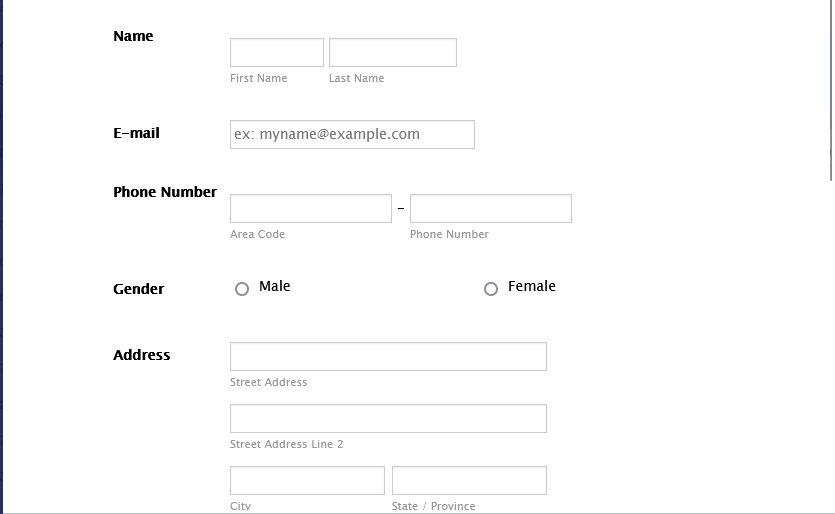 Name
First Name Last Name
E-mail ex: myname@example.com
Phone Number
-
Area Code Phone Number
Gender Male Female
Address
Street Address
Street Address Line 2
City State / Province